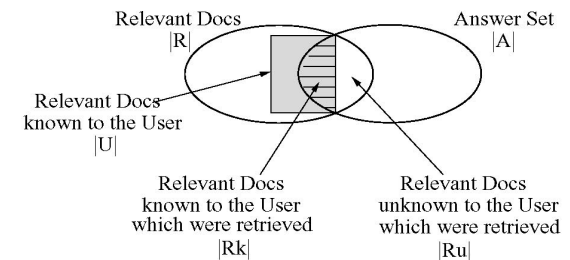 Relevant Docs
|R|
Answer Set
|A|
Relevant Docs
known to the User
|U|
Relevant Docs
known to the User
which were retrieved
|Rk|
Relevant Docs
unknown to the User
which were retrieved
|Ru|